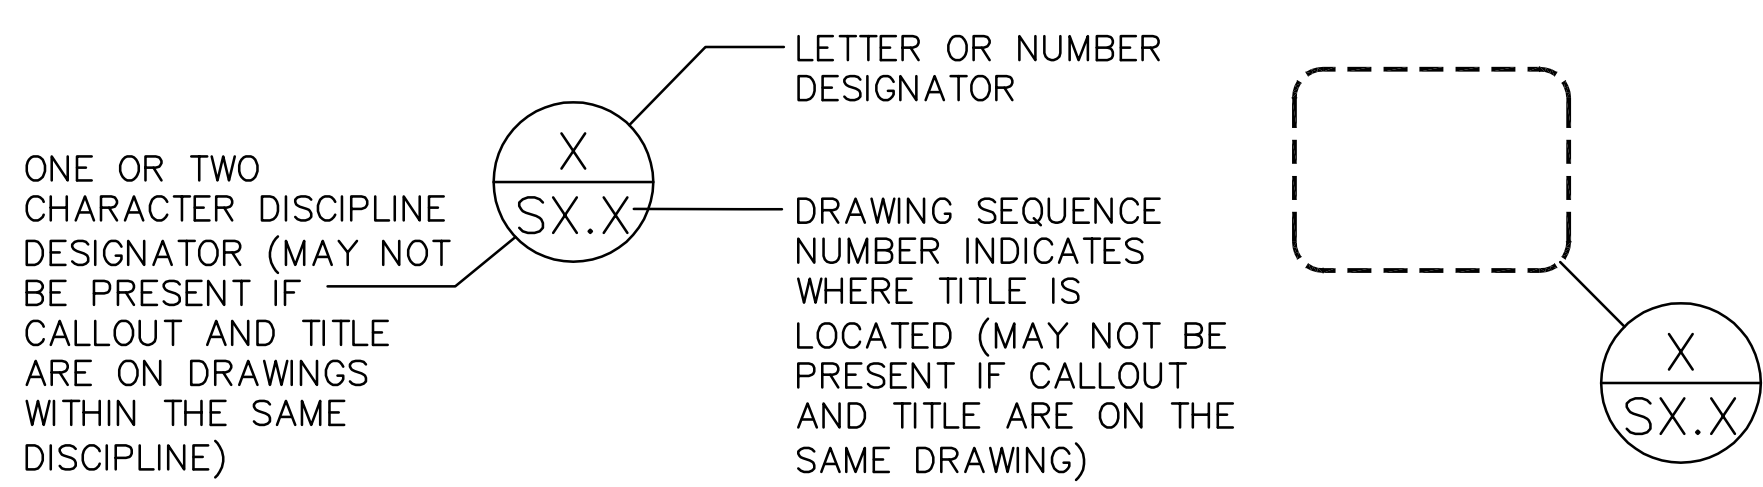 LETTER OR NUMBER
DESIGNATOR
X
SX.X
ONE OR TWO
CHARACTER DISCIPLINE
DESIGNATOR (MAY NOT
BE PRESENT IF
CALLOUT AND TITLE
ARE ON DRAWINGS
WITHIN THE SAME
DISCIPLINE)
DRAWING SEQUENCE
NUMBER INDICATES
WHERE TITLE IS
LOCATED (MAY NOT BE
PRESENT IF CALLOUT
AND TITLE ARE ON THE
SAME DRAWING)
X
SX.X